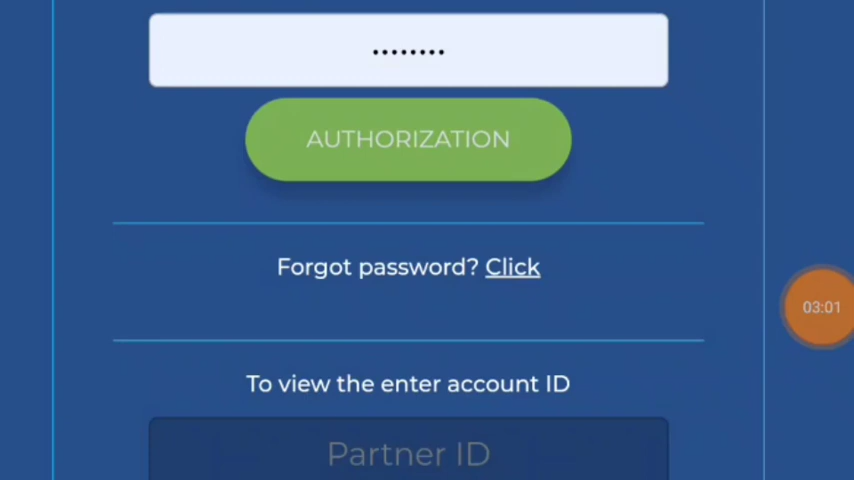 ••••••••
AUTHORIZATION
Forgot password? Click
03:01
To view the enter account ID
Partner ID